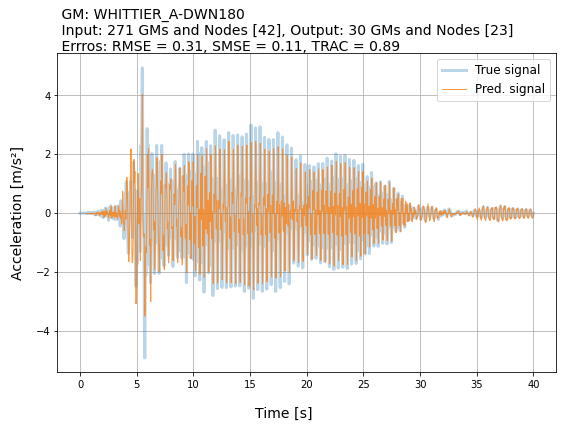 GM: WHITTIER_A-DWN180
Input: 271 GMs and Nodes [42], Output: 30 GMs and Nodes [23]
Errros: RMSE = 0.31, SMSE = 0.11, TRAC = 0.89
True signal
Pred. signal
4
2
0
−2
−4
Acceleration [m/s²]
0 5 10 15 20 25 30 35 40
Time [s]